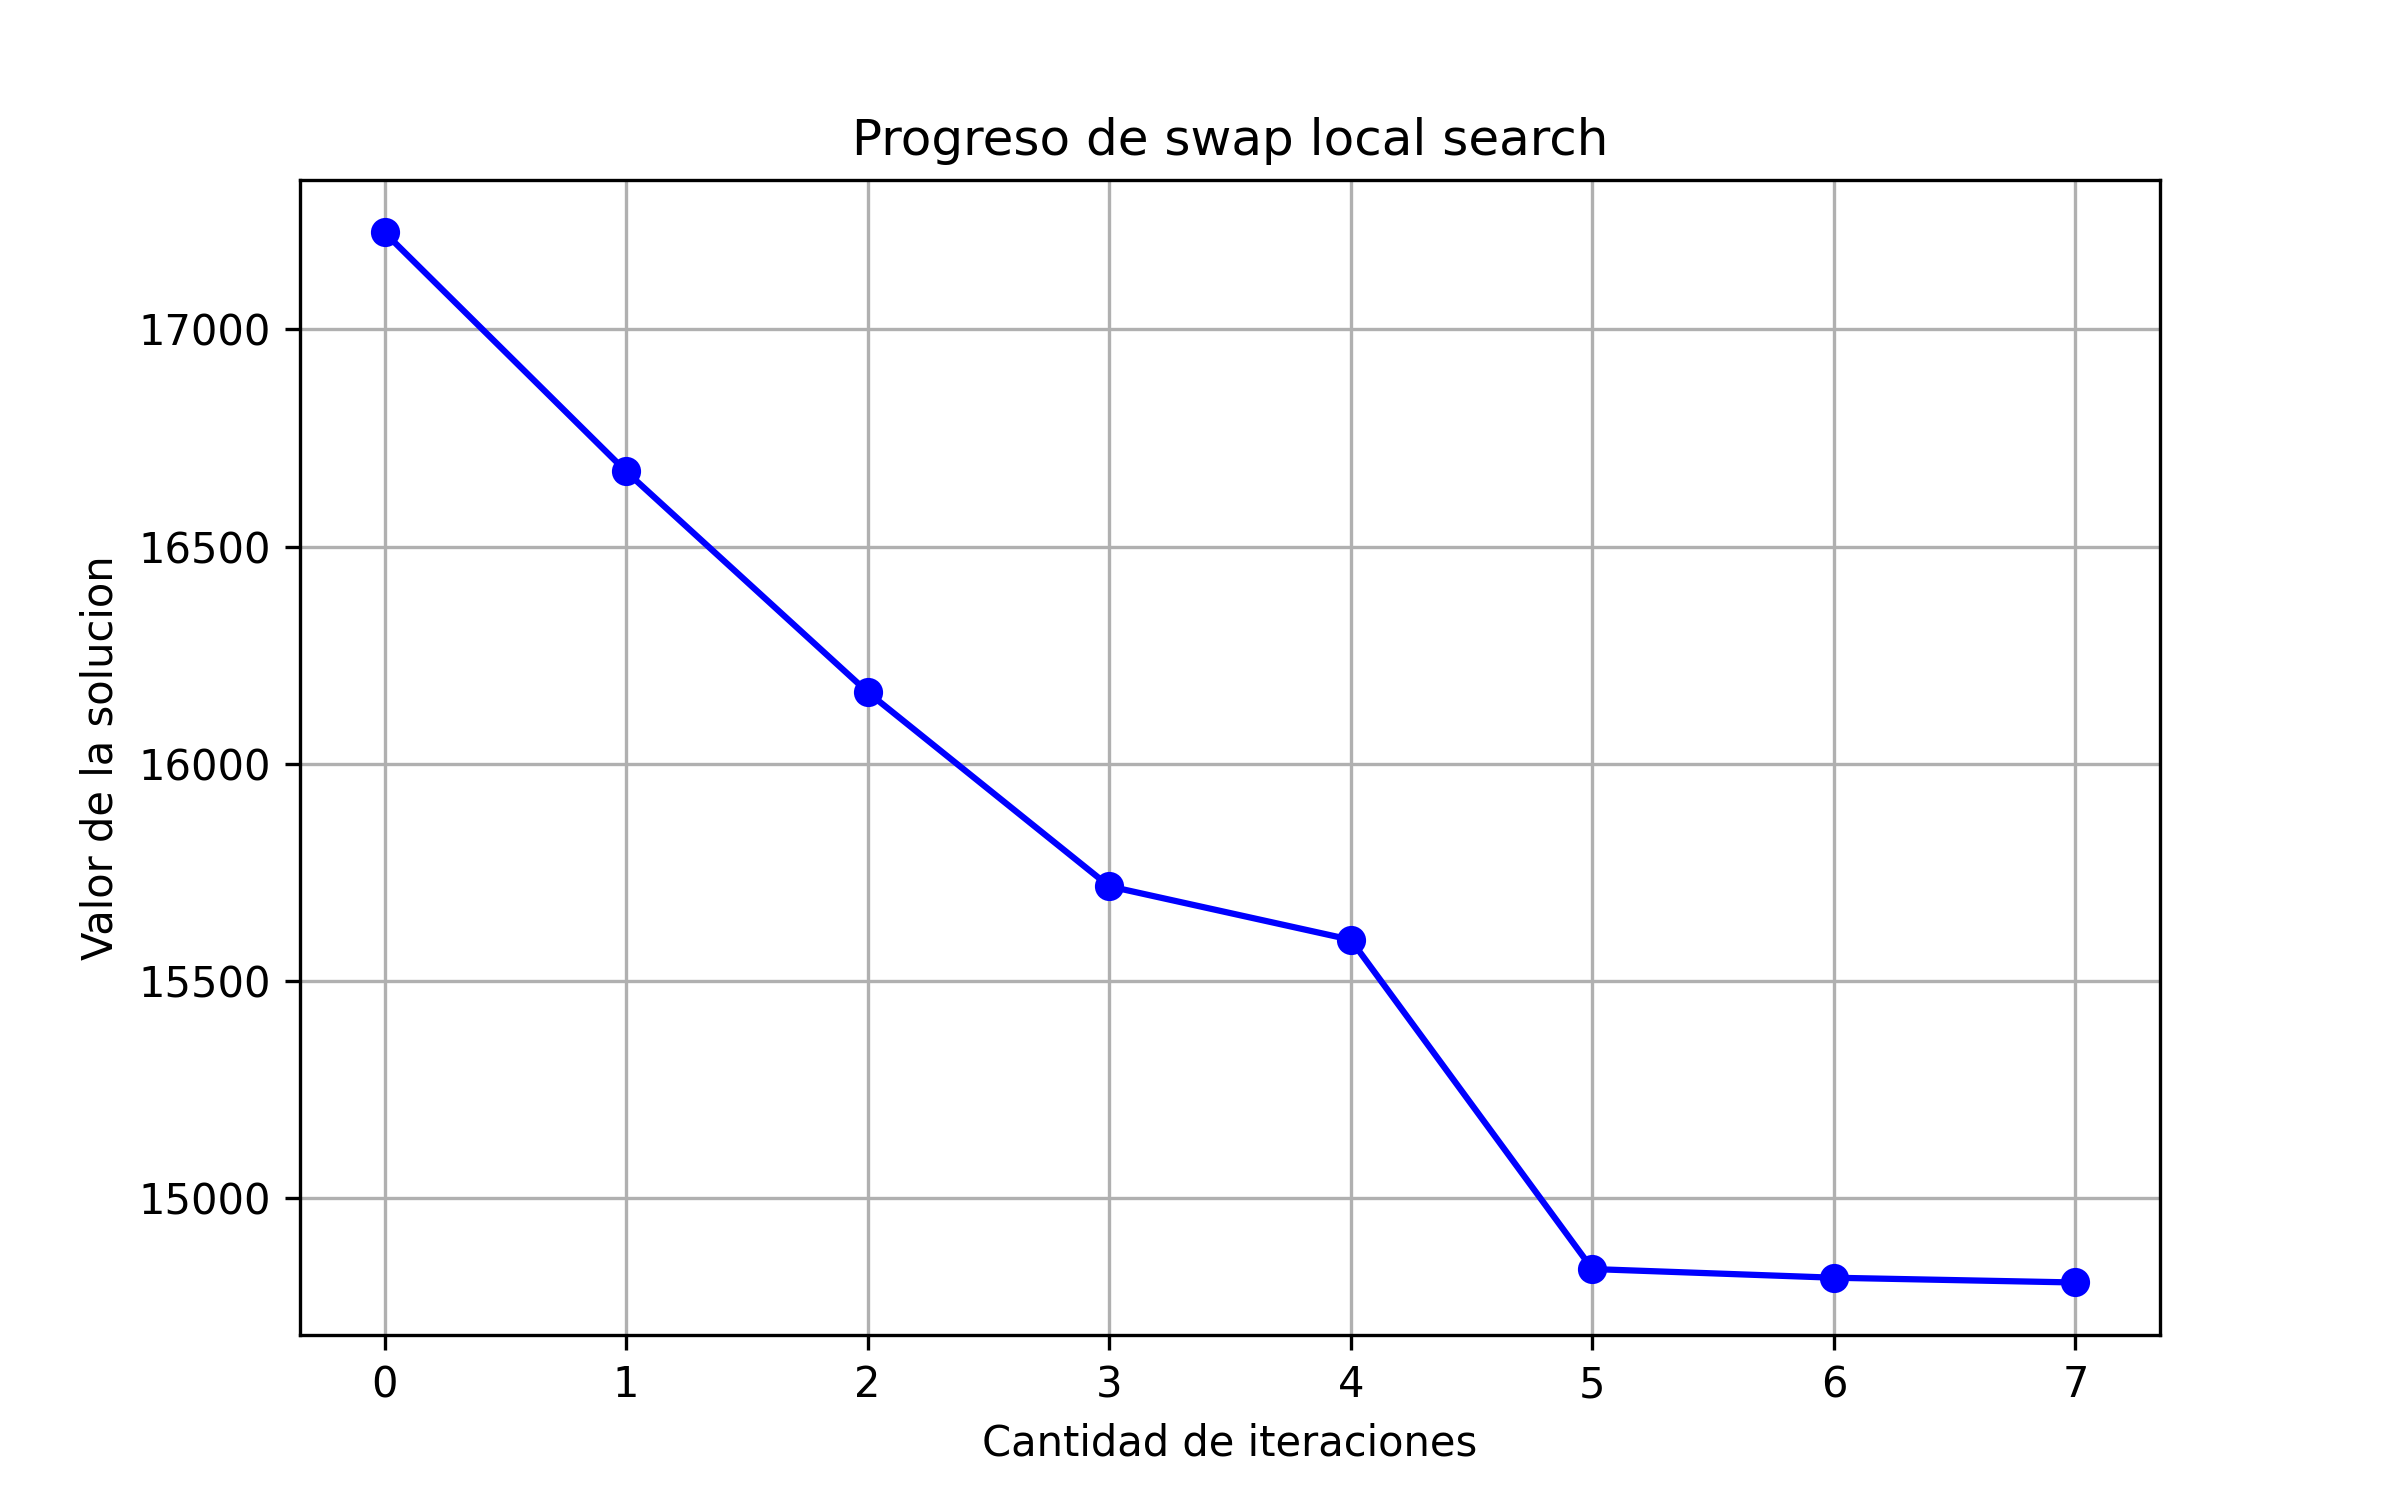 Progreso de swap local search
Valor de la solucion
17000
16500
16000
15500
15000
0 1 2 3 4 5 6 7
Cantidad de iteraciones